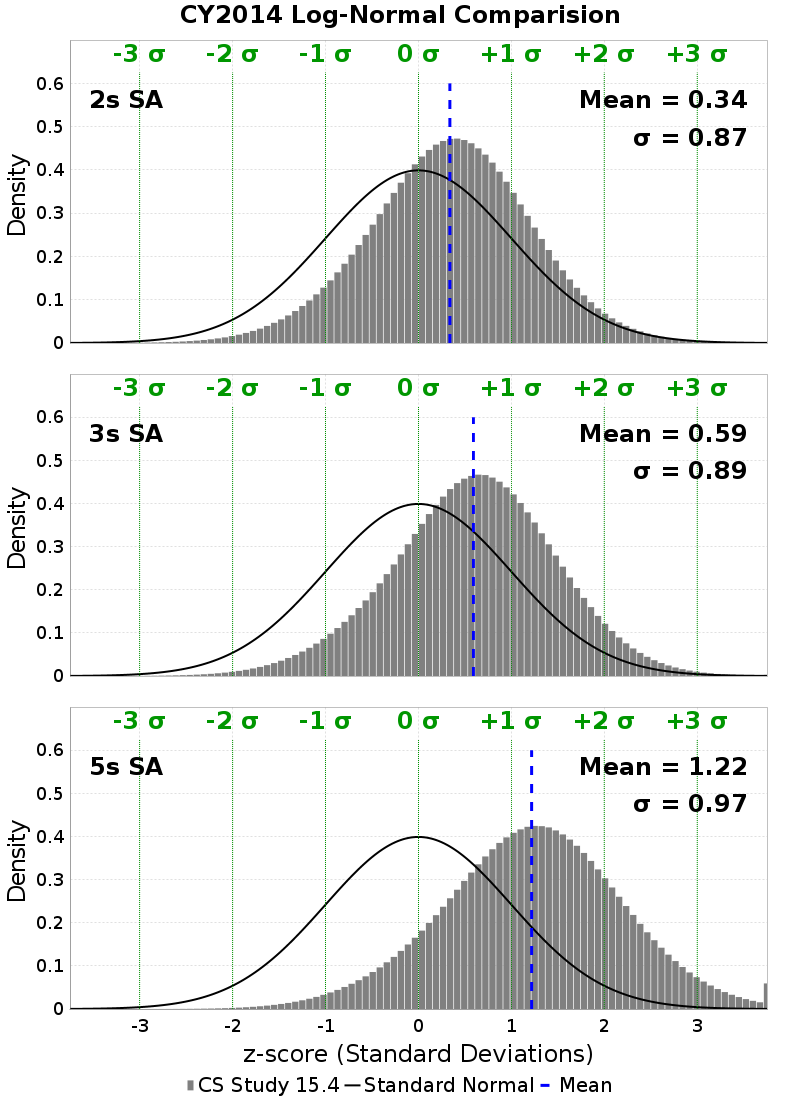 CY2014 Log-Normal Comparision
-3 σ -2 σ -1 σ 0 σ +1 σ +2 σ +3 σ
0.6
2s SA Mean = 0.34
0.5
σ = 0.87
0.4
0.3
0.2
0.1
0
Density
-3 σ -2 σ -1 σ 0 σ +1 σ +2 σ +3 σ
0.6
3s SA Mean = 0.59
0.5
σ = 0.89
0.4
0.3
0.2
0.1
0
Density
-3 σ -2 σ -1 σ 0 σ +1 σ +2 σ +3 σ
0.6
5s SA Mean = 1.22
0.5
σ = 0.97
0.4
0.3
0.2
0.1
0
Density
-3 -2 -1 0 1 2 3
z-score (Standard Deviations)
CS Study 15.4 Standard Normal Mean